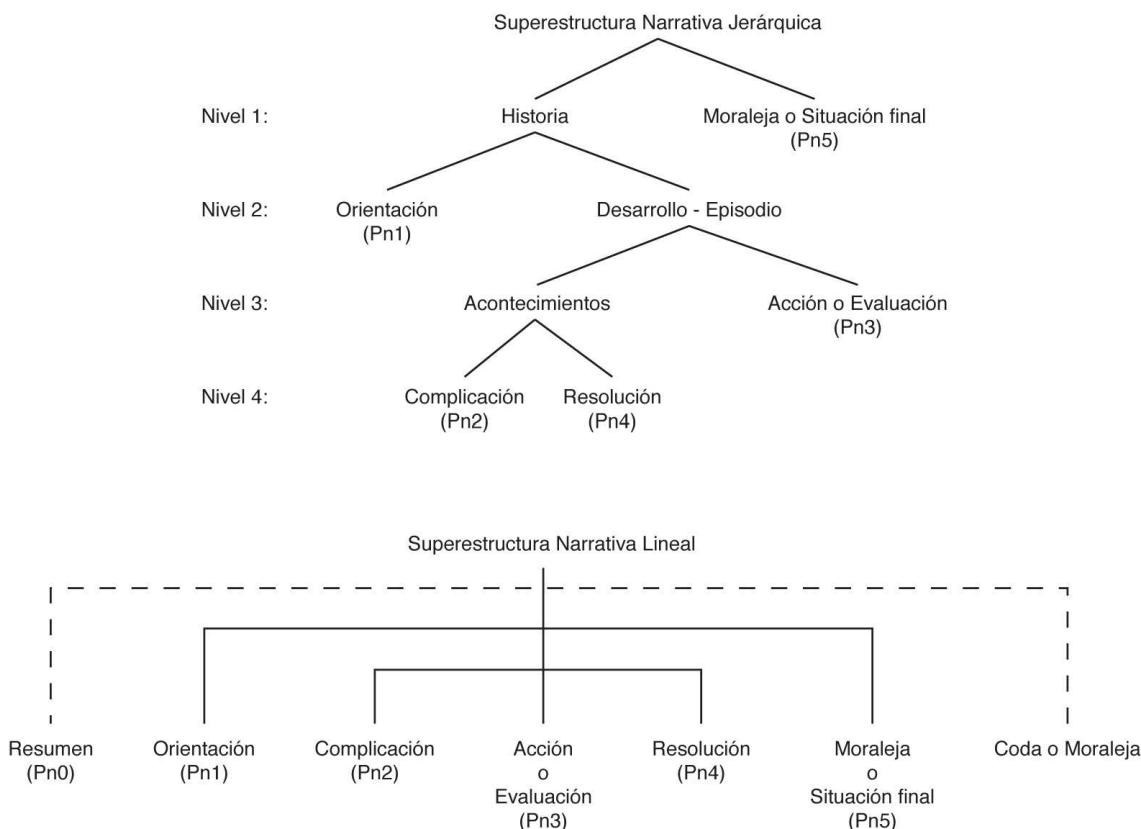 Superestructura Narrativa Jerárquica
Nivel 1: Historia Moraleja o Situación final
(Pn5)
Nivel 2: Orientación Desarrollo - Episodio
(Pn1)
Nivel 3: Acontecimientos Acción o Evaluación
(Pn3)
Nivel 4: Complicación Resolución
(Pn2) (Pn4)
Superestructura Narrativa Lineal
Resumen Orientación Complicación Acción Resolución Moraleja Coda o Moraleja
(Pn0) (Pn1) (Pn2) o (Pn4) o
Evaluación Situación final
(Pn3) (Pn5)